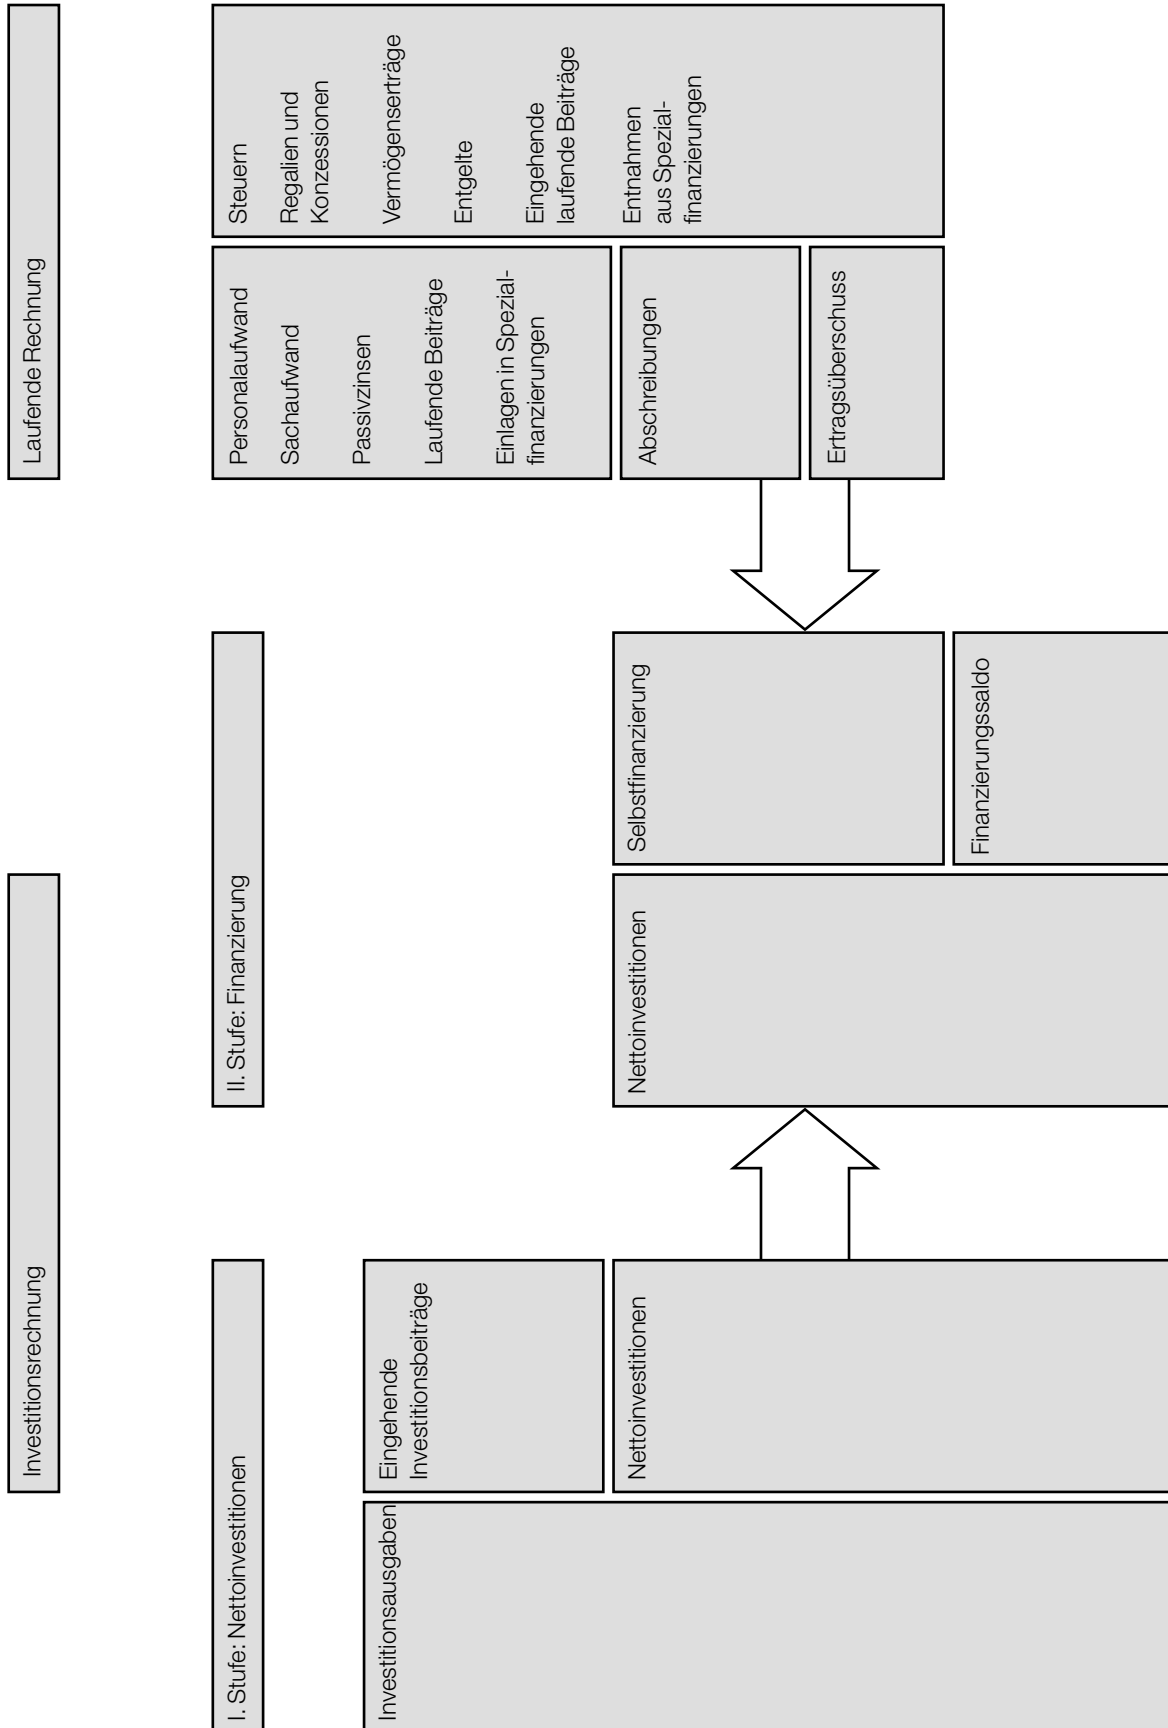 Investitionsrechnung
Laufende Rechnung
I. Stufe: Nettoinvestitionen
II. Stufe: Finanzierung
Investitionsausgaben
Eingehende
Investitionsbeiträge
Nettoinvestitionen
Nettoinvestitionen
Selbstfinanzierung
Finanzierungssaldo
Personalaufwand
Sachaufwand
Passivzinsen
Laufende Beiträge
Einlagen in Spezial-
finanzierungen
Abschreibungen
Ertragsüberschuss
Steuern
Regalien und
Konzessionen
Vermögenserträge
Entgelte
Eingehende
laufende Beiträge
Entnahmen
aus Spezial-
finanzierungen